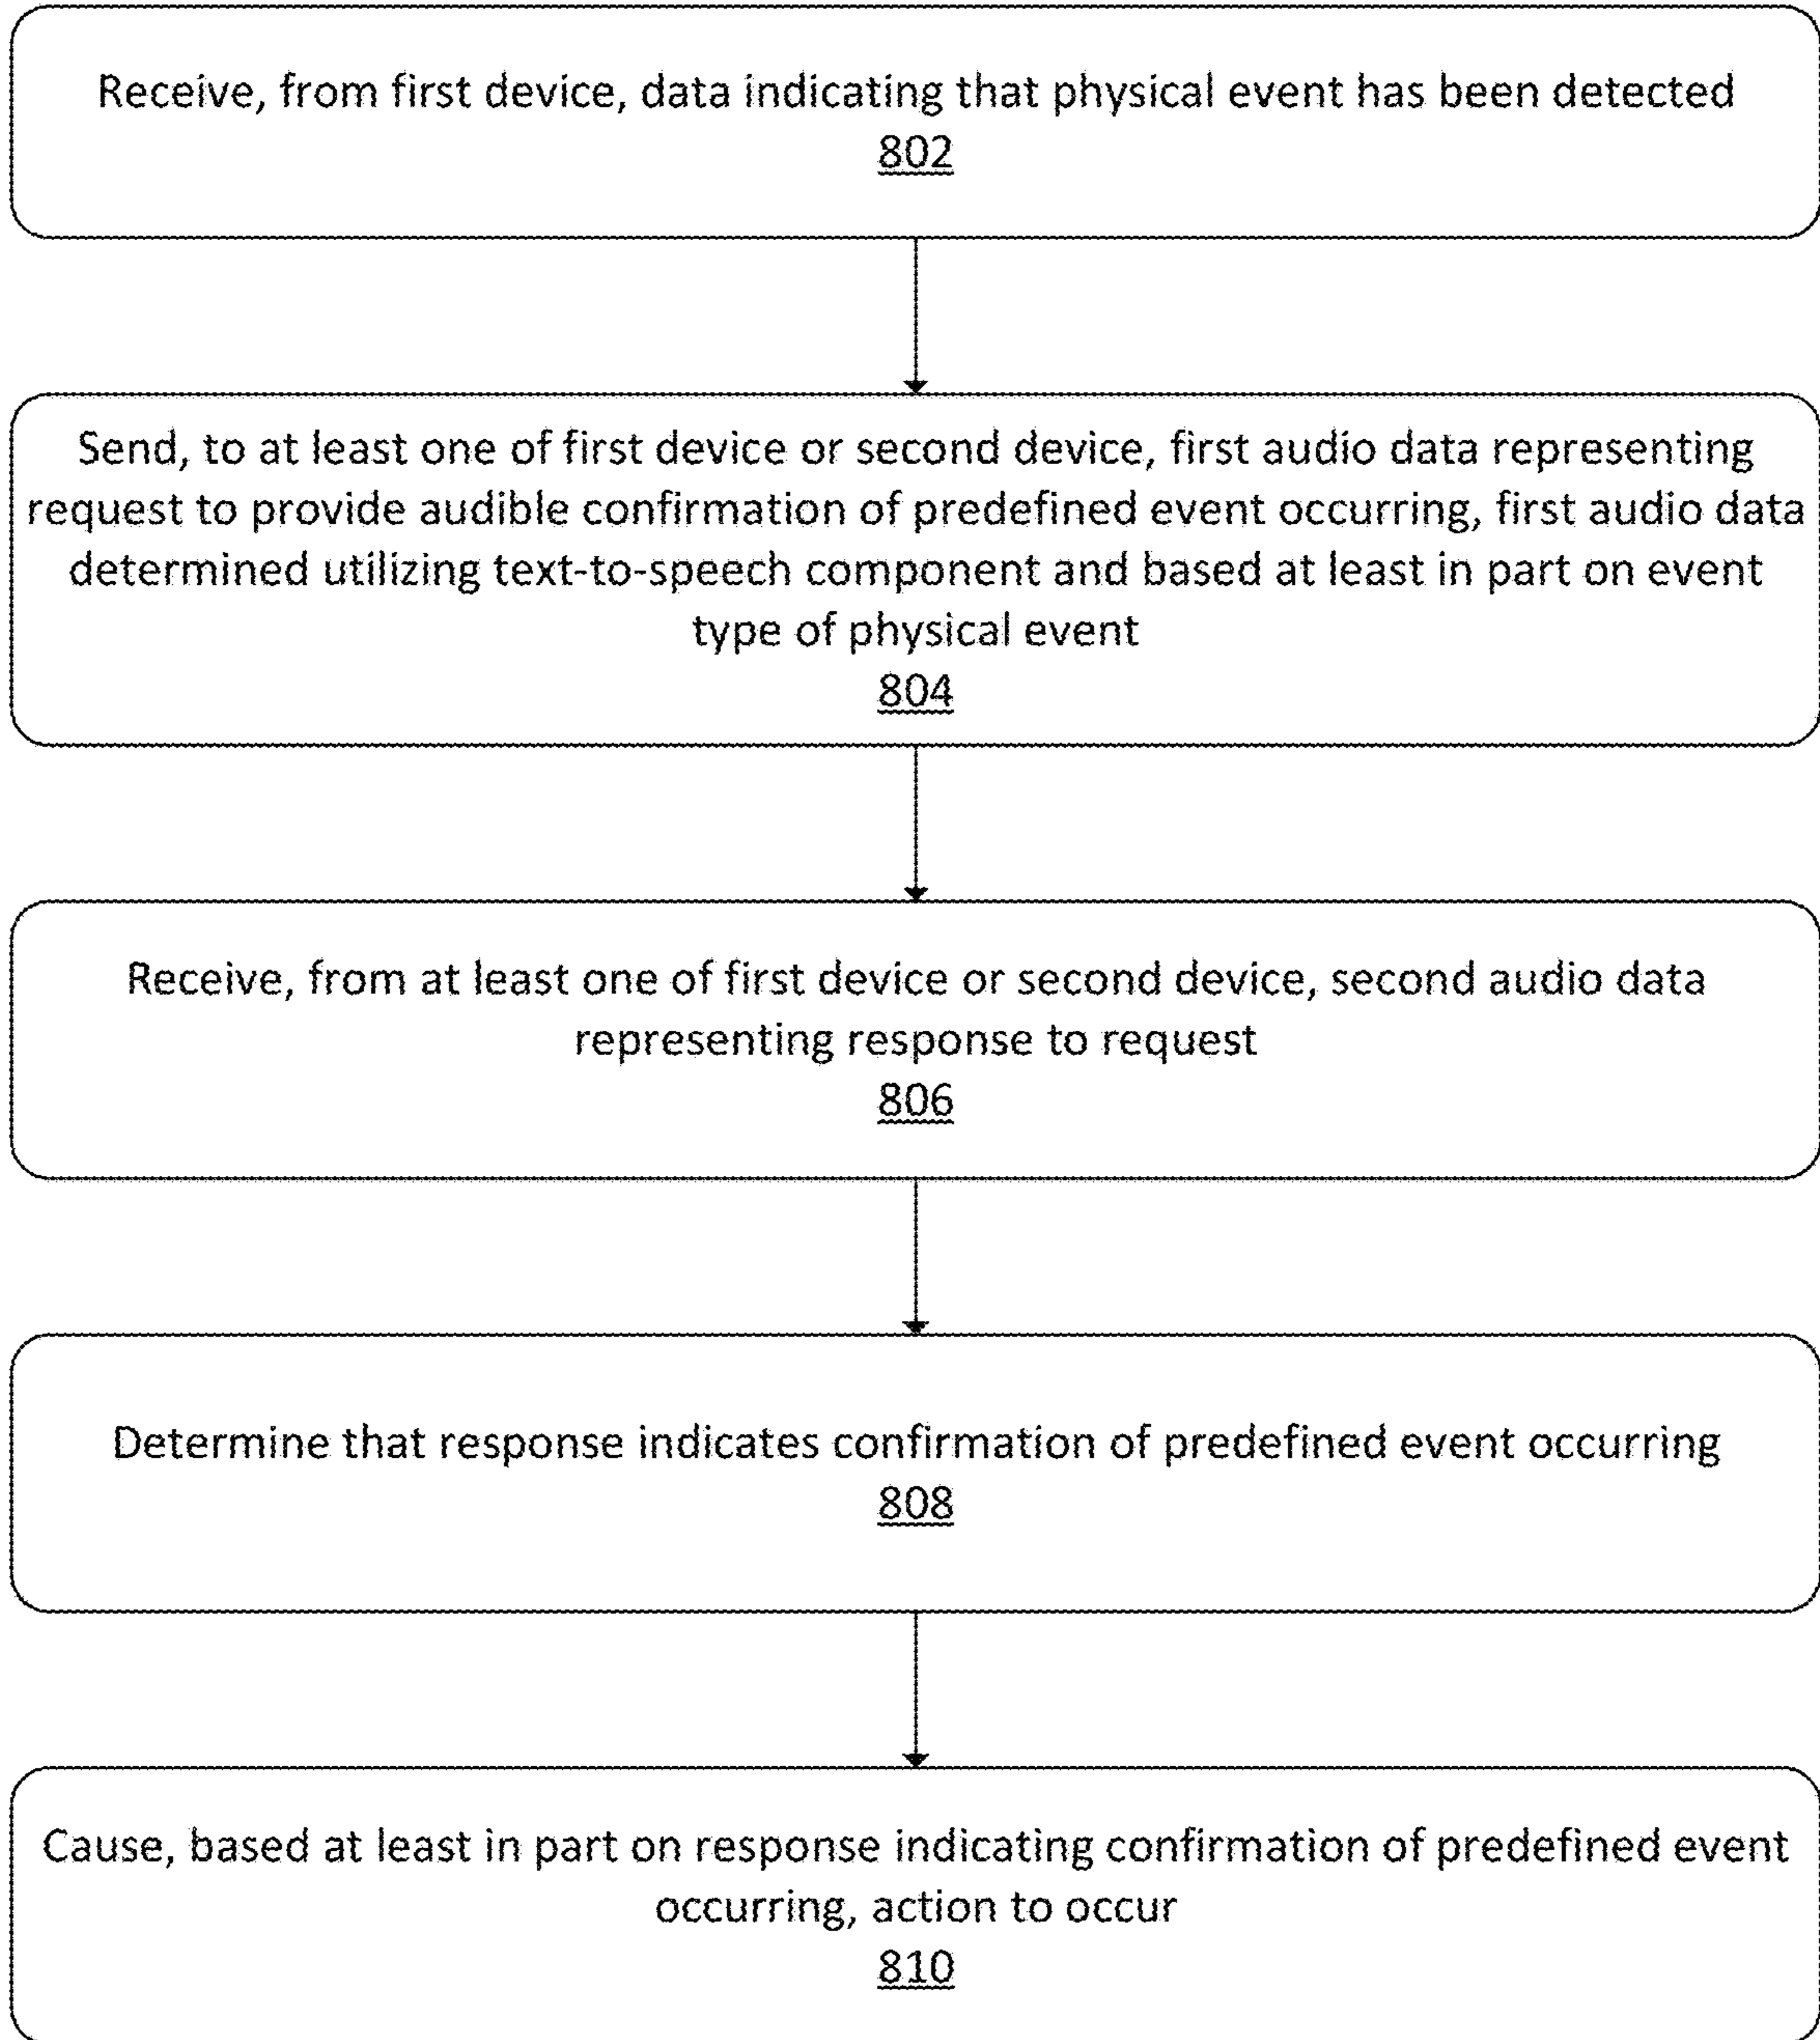 Receive, from first device, data indicating that physical event has been detected
802
Send, to at least one of first device or second device, first audio data representing
request to provide audible confirmation of predefined event occurring, first audio data
determined utilizing text-to-speech component and based at least in part on event
type of physical event
804
Receive, from at least one of first device or second device, second audio data
representing response to request
806
Determine that response indicates confirmation of predefined event occurring
808
Cause, based at least in part on response indicating confirmation of predefined event
occurring, action to occur
810